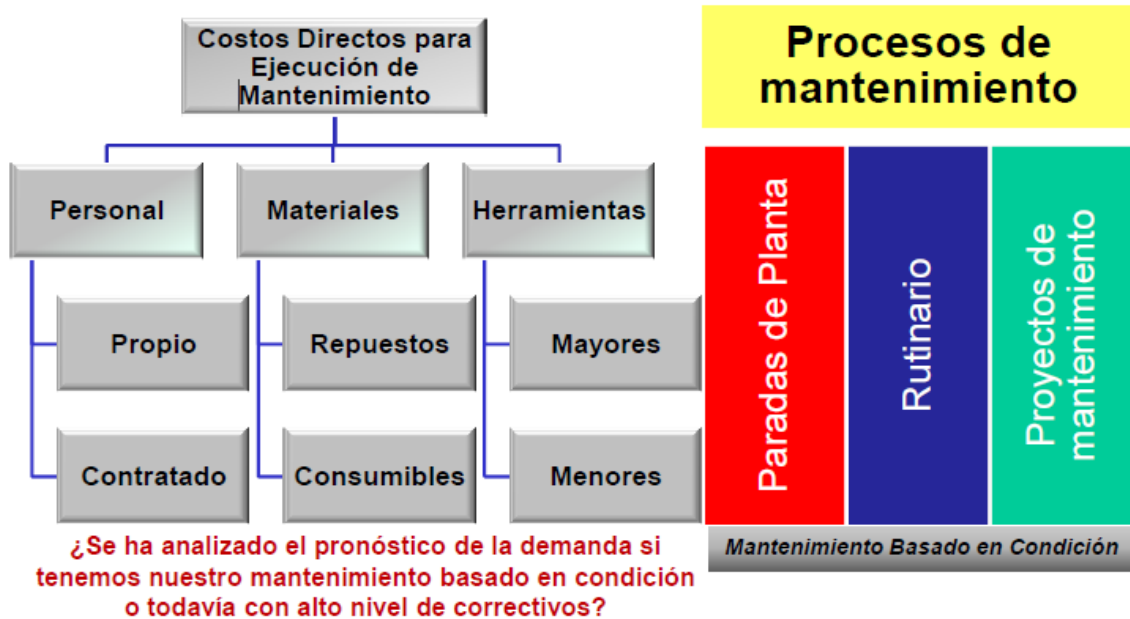 Costos Directos para
Ejecución de
Mantenimiento
Personal
Materiales
Herramientas
Propio
Repuestos
Mayores
Contratado
Consumibles
Menores
¿Se ha analizado el pronóstico de la demanda si
tenemos nuestro mantenimiento basado en condición
o todavía con alto nivel de correctivos?
Procesos de
mantenimiento
Paradas de Planta
Rutinario
Proyectos de
mantenimiento
Mantenimiento Basado en Condición